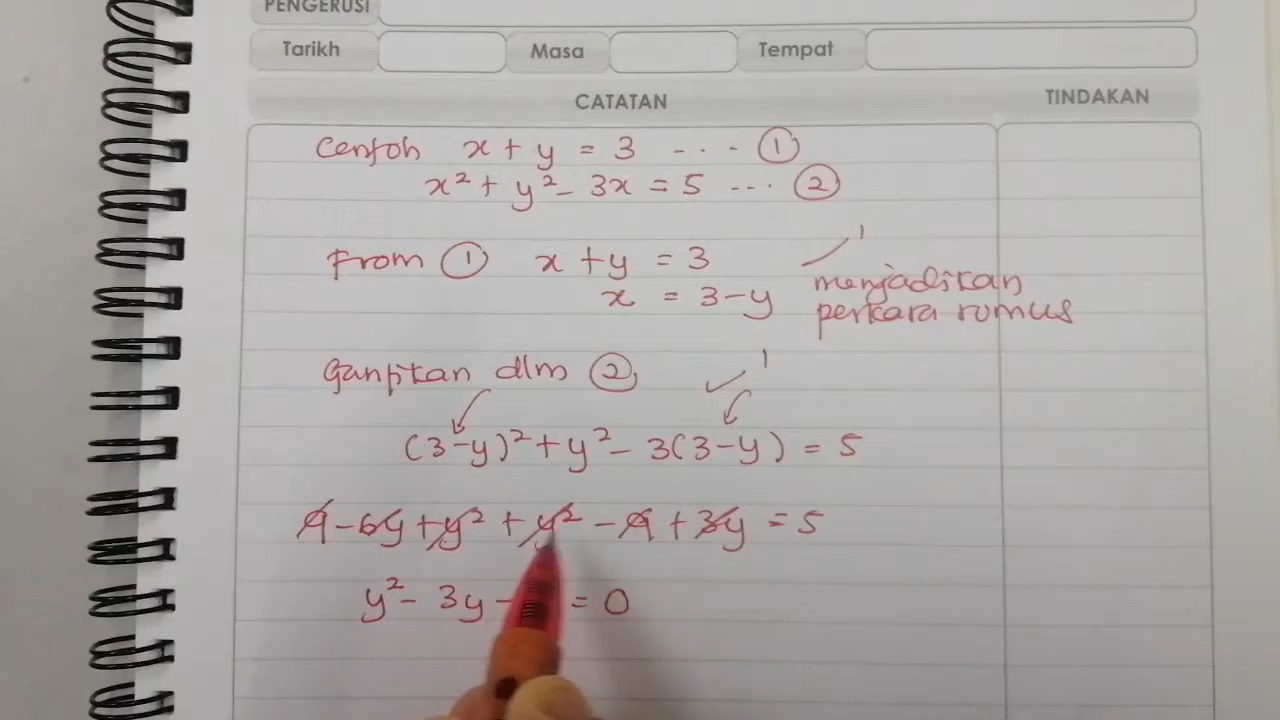 PENGERUSI
Tarikh Masa Tempat
CATATAN TINDAKAN
Contoh x + y = 3 --- ①
x² + y² - 3x = 5 ---- ②
From ① x + y = 3 / 1
x = 3 - y menjadikan
perkara rumus
Gantikan dlm ② ✓ 1
(3-y)² + y² - 3(3-y) = 5
9 - 6y + y² + y² - 9 + 3y = 5
y² - 3y - = 0